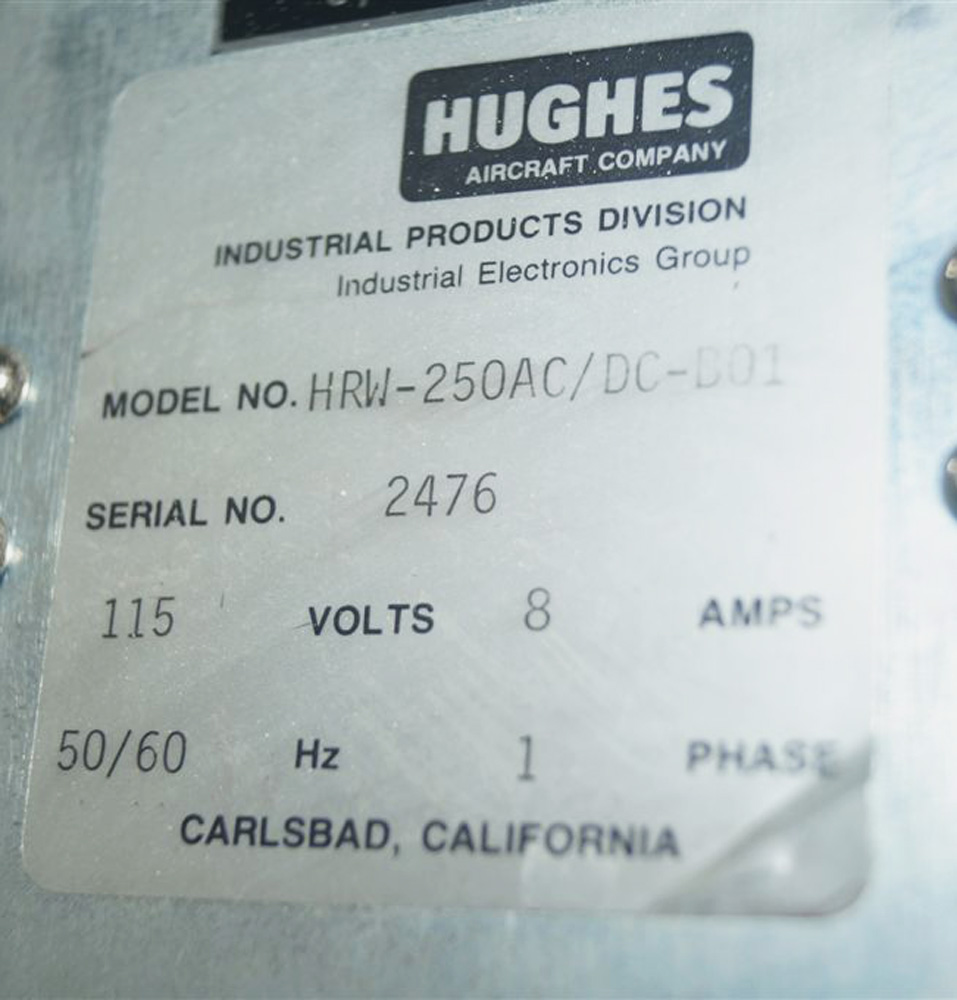 HUGHES
AIRCRAFT COMPANY
INDUSTRIAL PRODUCTS DIVISION
Industrial Electronics Group
MODEL NO. HRW-250AC/DC-B01
SERIAL NO. 2476
115 VOLTS 8 AMPS
50/60 Hz 1 PHASE
CARLSBAD, CALIFORNIA